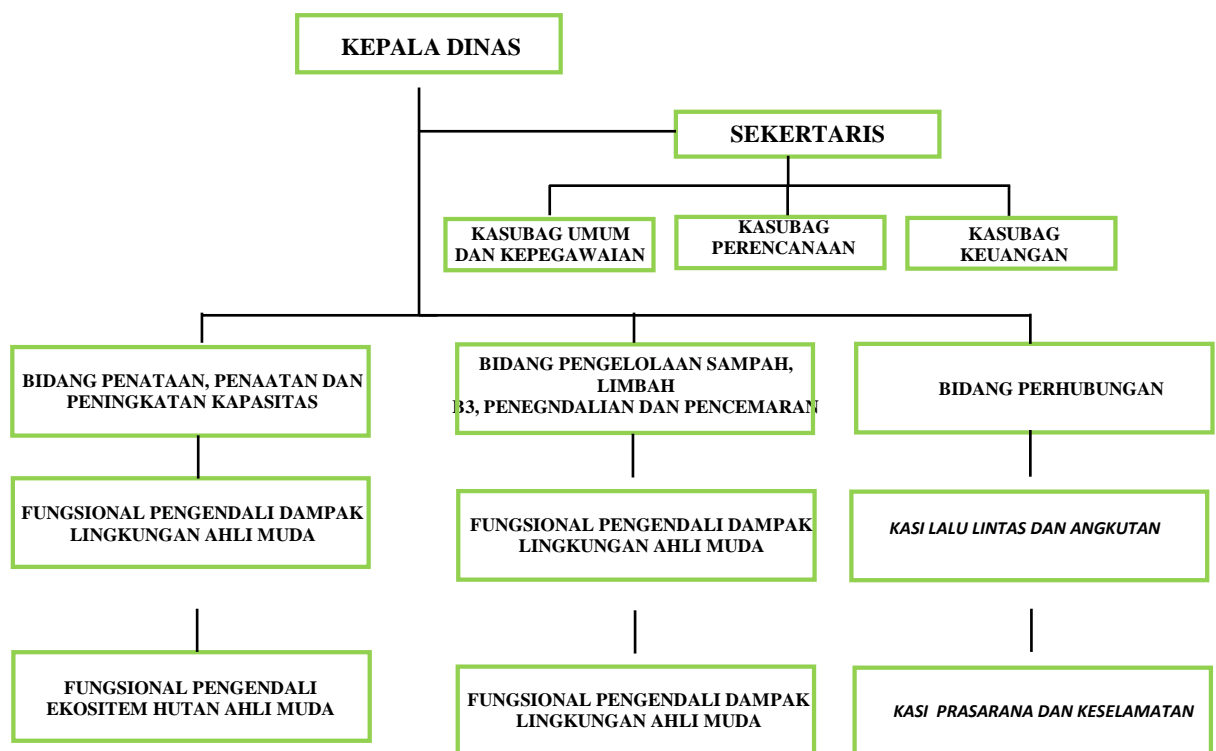 KEPALA DINAS
SEKERTARIS
KASUBAG UMUM
DAN KEPEGAWAIAN
KASUBAG
PERENCANAAN
KASUBAG
KEUANGAN
BIDANG PENATAAN, PENAATAN DAN
PENINGKATAN KAPASITAS
BIDANG PENGELOLAAN SAMPAH,
LIMBAH
B3, PENEGNDALIAN DAN PENCEMARAN
BIDANG PERHUBUNGAN
FUNGSIONAL PENGENDALI DAMPAK
LINGKUNGAN AHLI MUDA
FUNGSIONAL PENGENDALI DAMPAK
LINGKUNGAN AHLI MUDA
KASI LALU LINTAS DAN ANGKUTAN
FUNGSIONAL PENGENDALI
EKOSITEM HUTAN AHLI MUDA
FUNGSIONAL PENGENDALI DAMPAK
LINGKUNGAN AHLI MUDA
KASI PRASARANA DAN KESELAMATAN